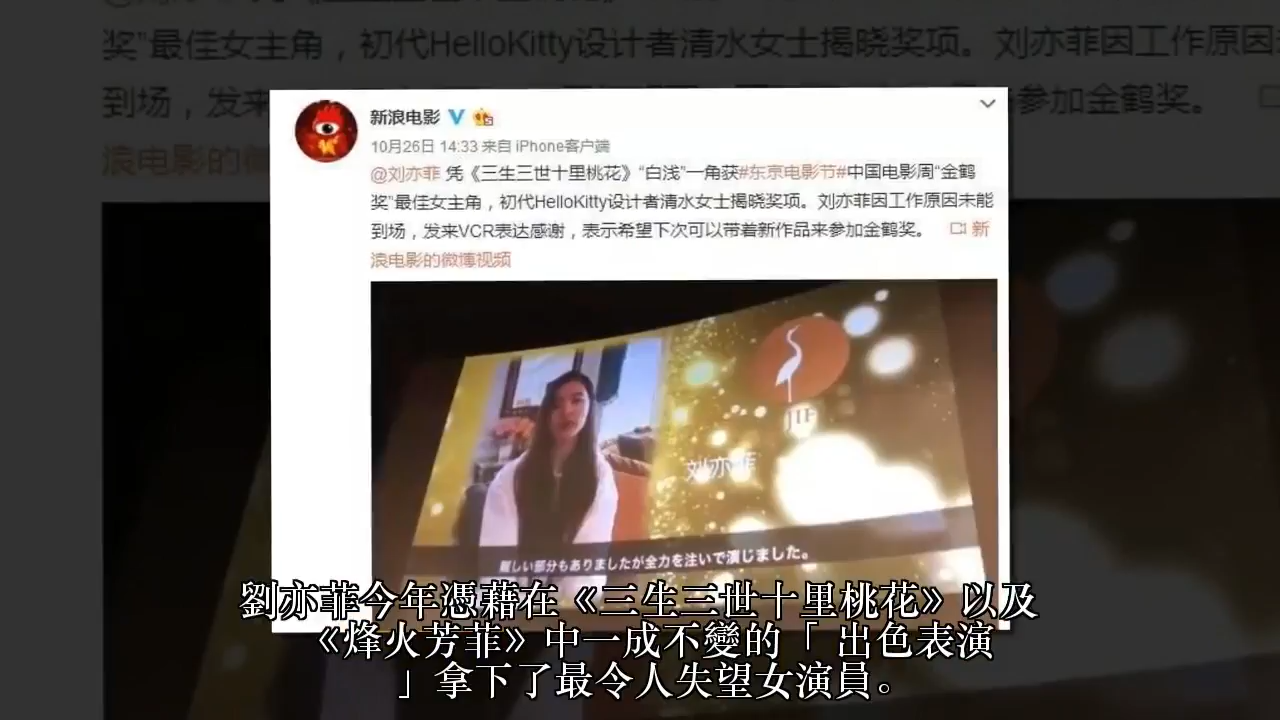 奖”最佳女主角，初代HelloKitty设计者清水女士揭晓奖项。刘亦菲因工作原因
到场，发来
参加金鹤奖。
浪电影的微
新浪电影
10月26日 14:33 来自 iPhone客户端
@刘亦菲 凭《三生三世十里桃花》“白浅”一角获#东京电影节#中国电影周“金鹤
奖”最佳女主角，初代HelloKitty设计者清水女士揭晓奖项。刘亦菲因工作原因未能
到场，发来VCR表达感谢，表示希望下次可以带着新作品来参加金鹤奖。 新
浪电影的微博视频
JIF
刘亦菲
難しい部分もありましたが全力を注いで演じました。
劉亦菲今年憑藉在《三生三世十里桃花》以及
《烽火芳菲》中一成不變的「 出色表演
」拿下了最令人失望女演員。